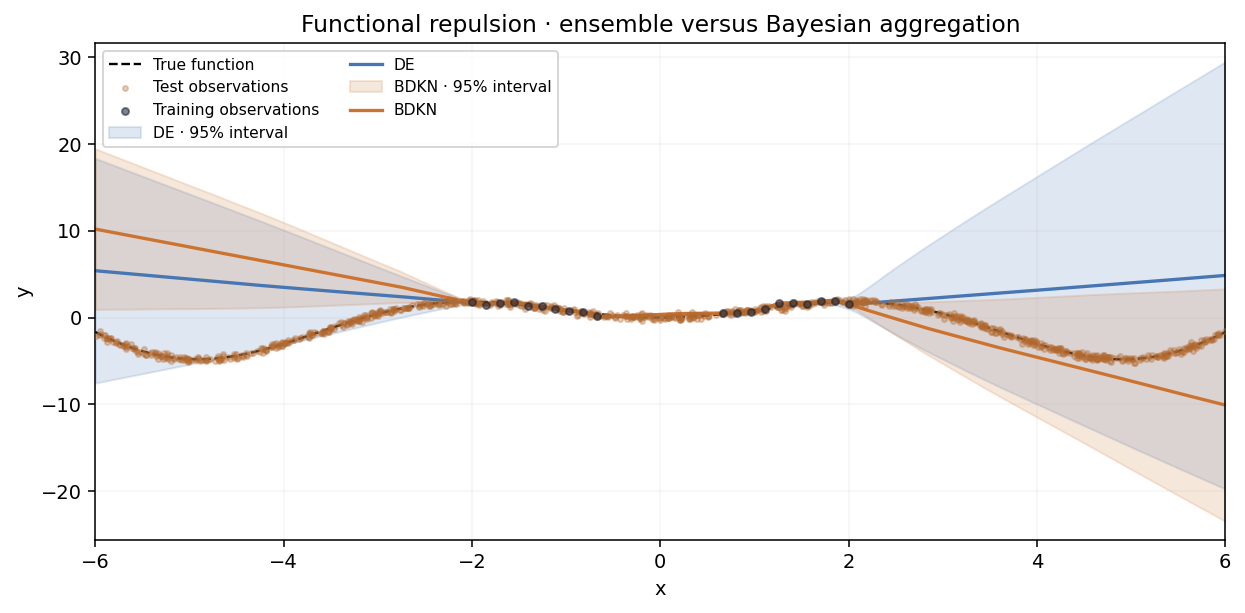 Functional repulsion · ensemble versus Bayesian aggregation
True function
Test observations
Training observations
DE · 95% interval
DE
BDKN · 95% interval
BDKN
30
20
10
0
−10
−20
y
−6
−4
−2
0
2
4
6
x